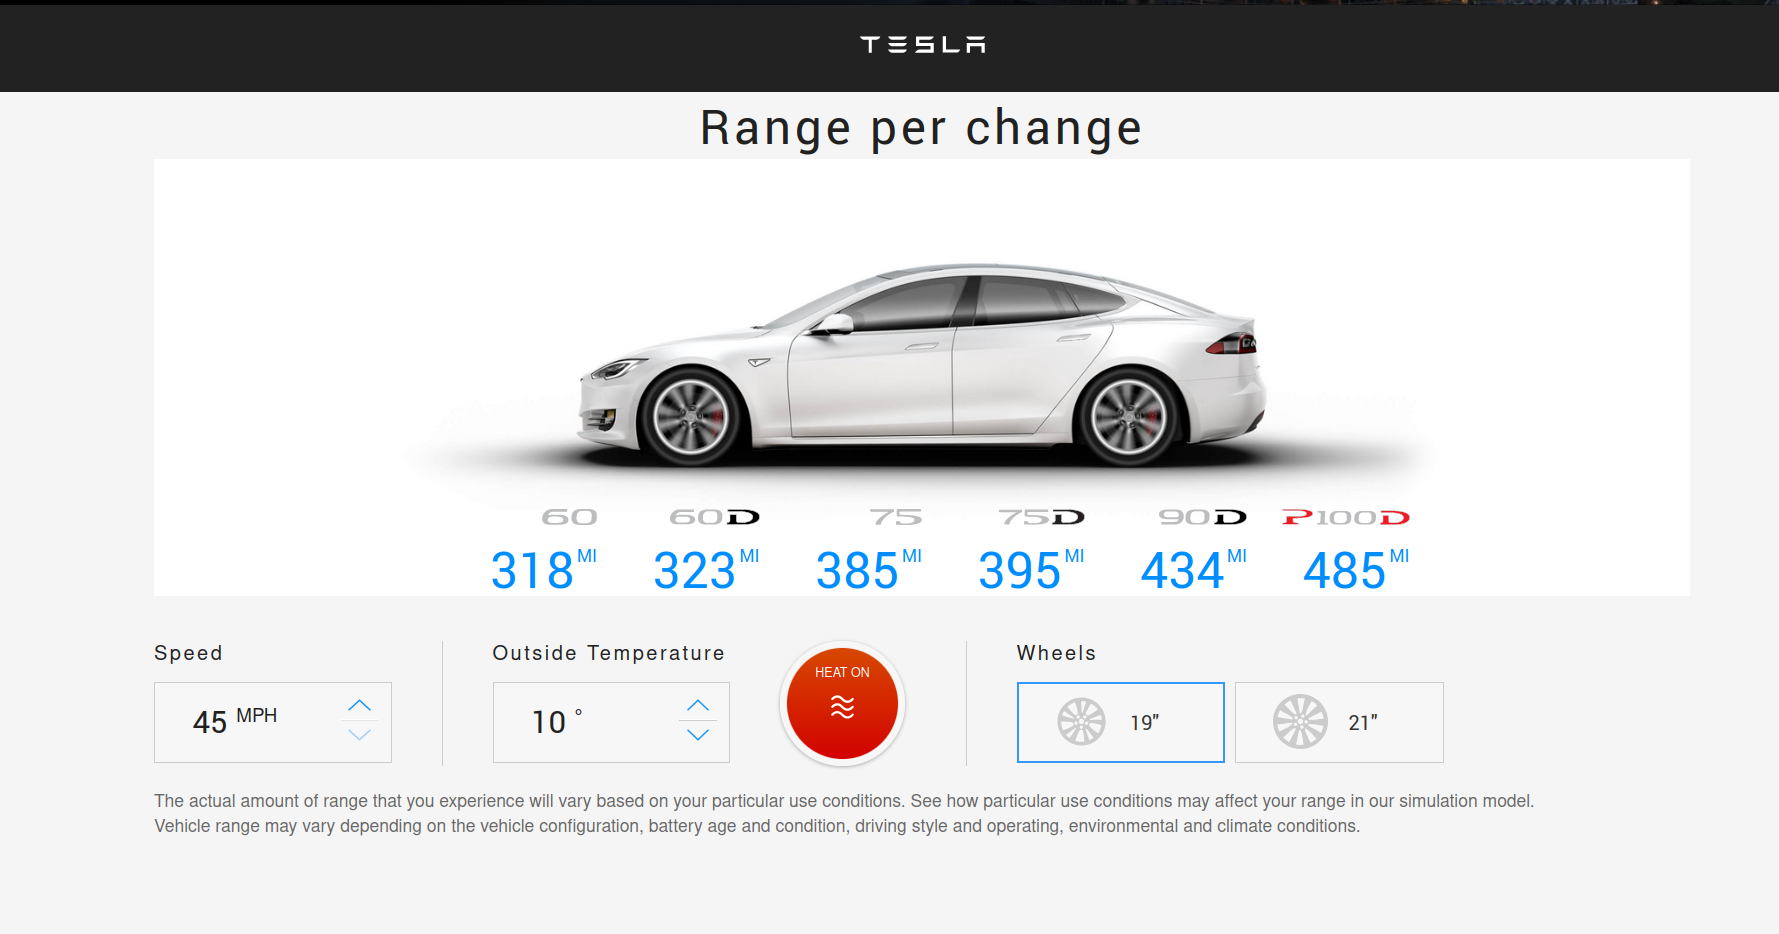 TESLA
Range per change
60 60D 75 75D 90D P100D
318 MI 323 MI 385 MI 395 MI 434 MI 485 MI
Speed Outside Temperature Wheels
HEAT ON
45 MPH 10 ° 19" 21"
The actual amount of range that you experience will vary based on your particular use conditions. See how particular use conditions may affect your range in our simulation model.
Vehicle range may vary depending on the vehicle configuration, battery age and condition, driving style and operating, environmental and climate conditions.